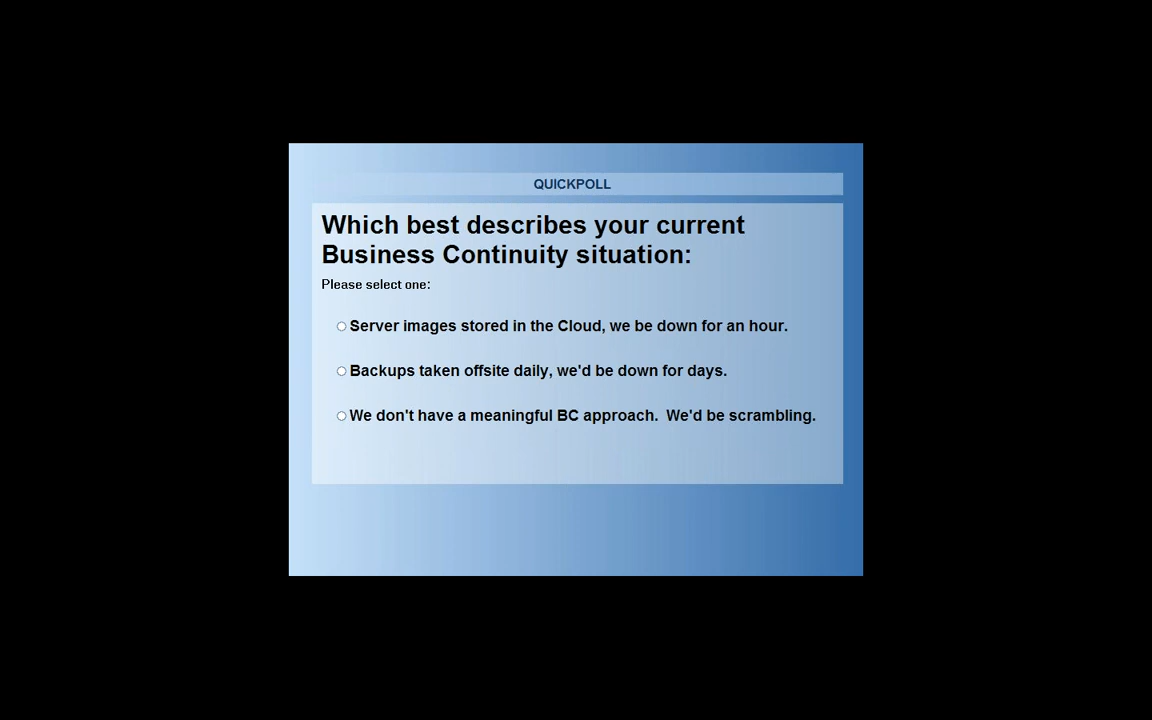 QUICKPOLL
Which best describes your current
Business Continuity situation:
Please select one:
Server images stored in the Cloud, we be down for an hour.
Backups taken offsite daily, we'd be down for days.
We don't have a meaningful BC approach.  We'd be scrambling.